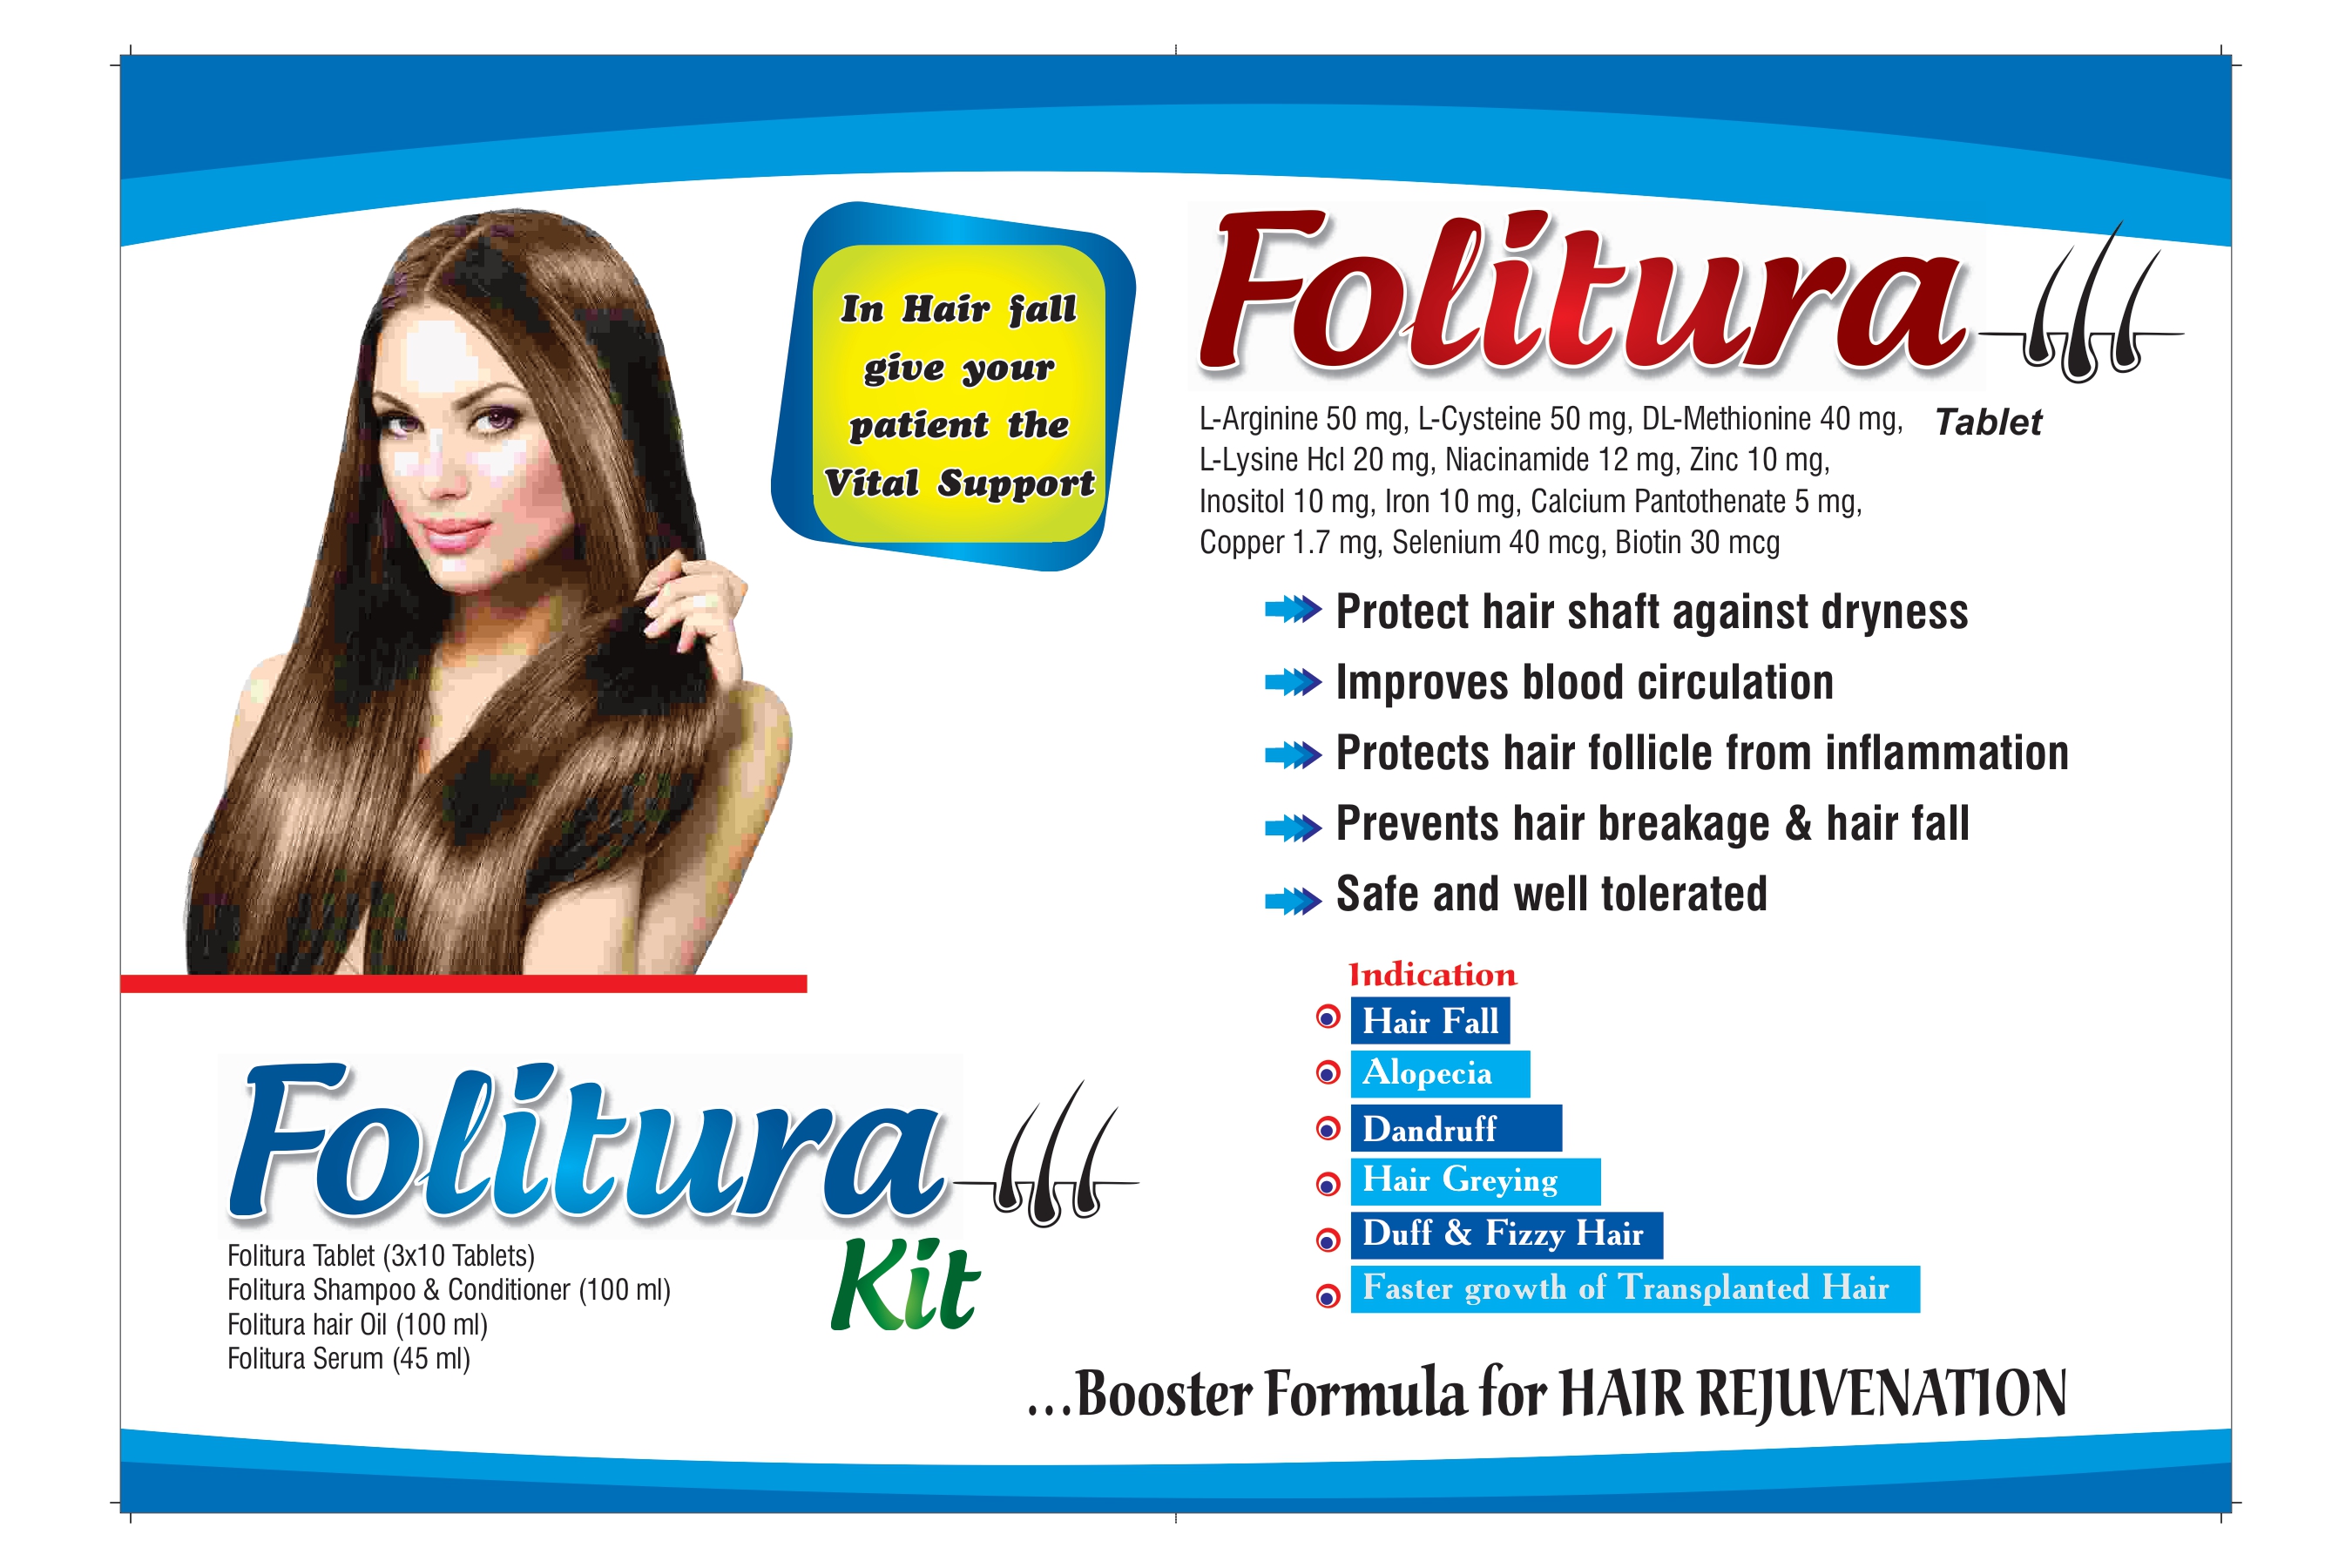 In Hair fall
give your
patient the
Vital Support
Folitura
L-Arginine 50 mg, L-Cysteine 50 mg, DL-Methionine 40 mg, Tablet
L-Lysine Hcl 20 mg, Niacinamide 12 mg, Zinc 10 mg,
Inositol 10 mg, Iron 10 mg, Calcium Pantothenate 5 mg,
Copper 1.7 mg, Selenium 40 mcg, Biotin 30 mcg
Protect hair shaft against dryness
Improves blood circulation
Protects hair follicle from inflammation
Prevents hair breakage & hair fall
Safe and well tolerated
Indication
Hair Fall
Alopecia
Dandruff
Hair Greying
Duff & Fizzy Hair
Faster growth of Transplanted Hair
Folitura
Kit
Folitura Tablet (3x10 Tablets)
Folitura Shampoo & Conditioner (100 ml)
Folitura hair Oil (100 ml)
Folitura Serum (45 ml)
...Booster Formula for HAIR REJUVENATION